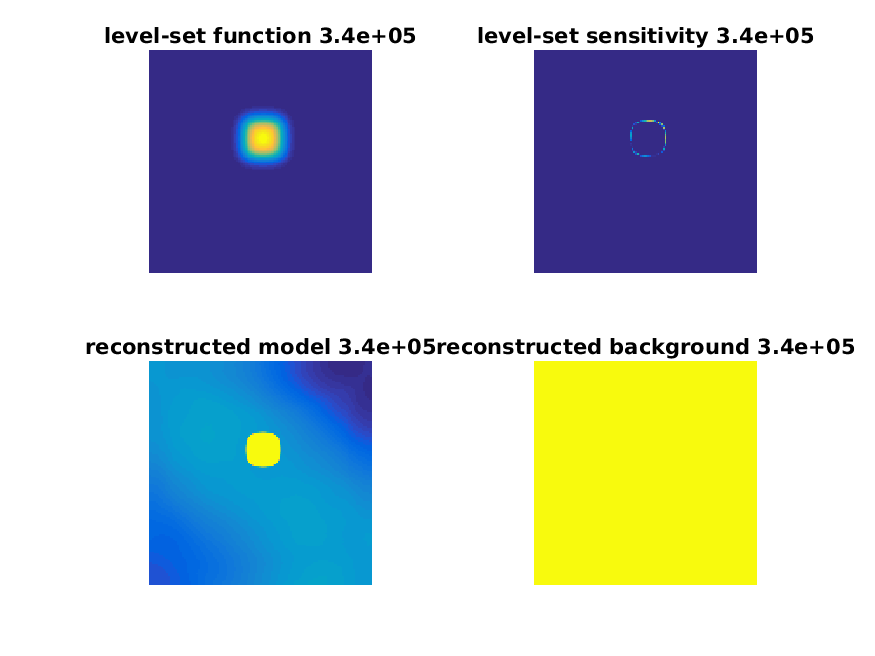 level-set function 3.4e+05
level-set sensitivity 3.4e+05
reconstructed model 3.4e+05
reconstructed background 3.4e+05